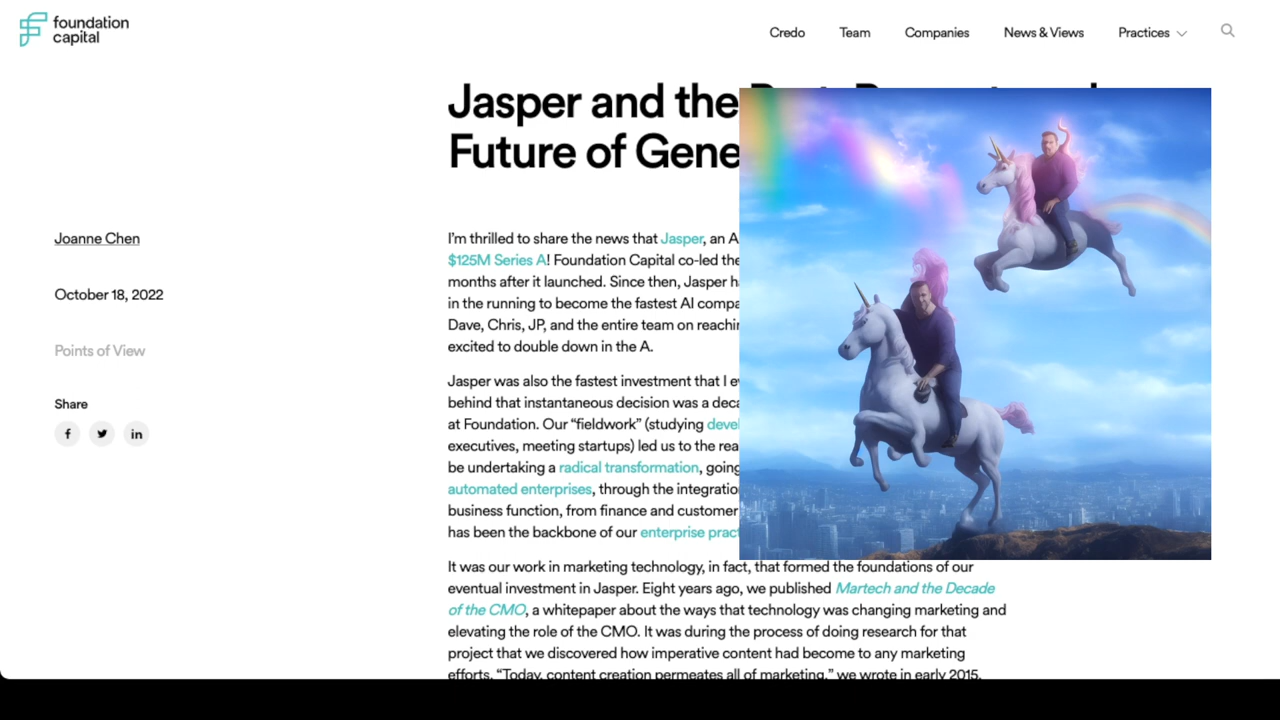 foundation
capital
Credo
Team
Companies
News & Views
Practices
Jasper and the
Future of Gene
Joanne Chen
October 18, 2022
Points of View
Share
I'm thrilled to share the news that Jasper, an A
$125M Series A! Foundation Capital co-led the
months after it launched. Since then, Jasper h
in the running to become the fastest AI compa
Dave, Chris, JP, and the entire team on reachin
excited to double down in the A.
Jasper was also the fastest investment that I ev
behind that instantaneous decision was a deca
at Foundation. Our “fieldwork” (studying devel
executives, meeting startups) led us to the rea
be undertaking a radical transformation, going
automated enterprises, through the integratio
business function, from finance and customer
has been the backbone of our enterprise pract
It was our work in marketing technology, in fact, that formed the foundations of our
eventual investment in Jasper. Eight years ago, we published Martech and the Decade
of the CMO, a whitepaper about the ways that technology was changing marketing and
elevating the role of the CMO. It was during the process of doing research for that
project that we discovered how imperative content had become to any marketing
efforts. “Today, content creation permeates all of marketing,” we wrote in early 2015.